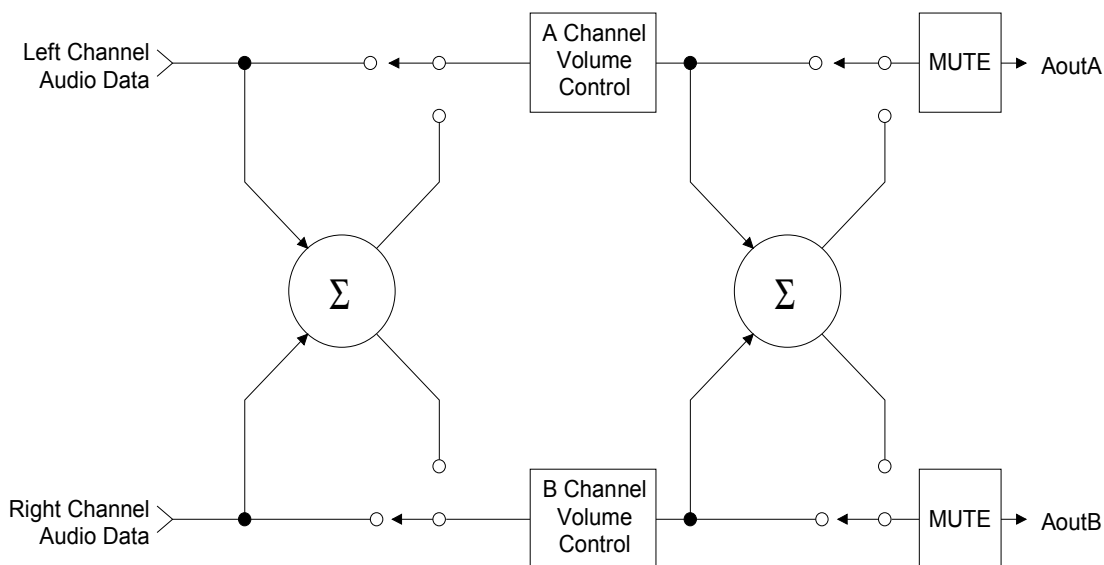 Left Channel
Audio Data
A Channel
Volume
Control
MUTE
AoutA
Σ
Σ
Right Channel
Audio Data
B Channel
Volume
Control
MUTE
AoutB